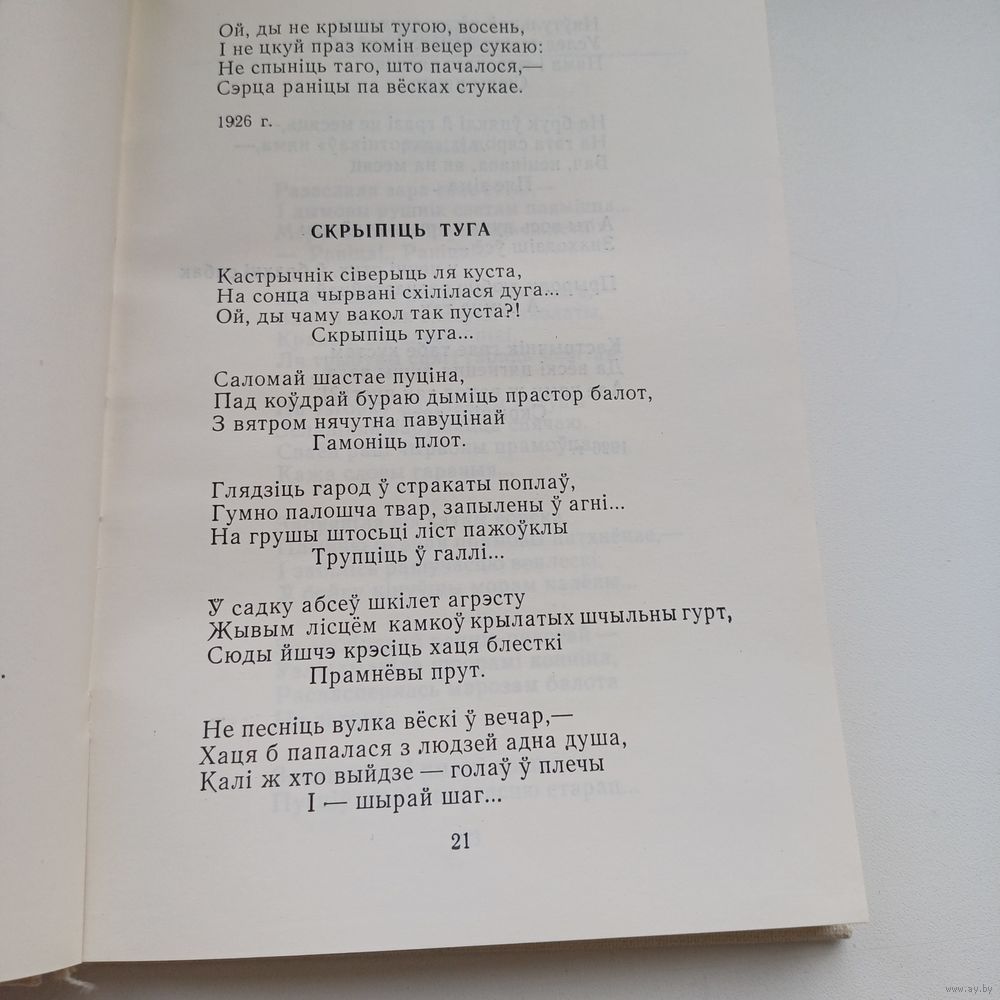 Ой, ды не крышы тугою, восень,
І не цкуй праз комін вецер сукаю:
Не спыніць таго, што пачалося,—
Сэрца раніцы па вёсках стукае.
1926 г.
СКРЫПІЦЬ ТУГА
Кастрычнік сіверыць ля куста,
На сонца чырвані схілілася дуга...
Ой, ды чаму вакол так пуста?!
Скрыпіць туга...
Саломай шастае пуціна,
Пад коўдрай бураю дыміць прастор балот,
З вятром нячутна павуцінай
Гамоніць плот.
Глядзіць гарод ў стракаты поплаў,
Гумно палошча твар, запылены ў агні...
На грушы штосьці ліст пажоўклы
Трупціць ў галлі...
Ў садку абсеў шкілет агрэсту
Жывым лісцём камкоў крылатых шчыльны гурт,
Сюды йшчэ крэсіць хаця блесткі
Прамнёвы прут.
Не песніць вулка вёскі ў вечар,—
Хаця б папалася з людзей адна душа,
Калі ж хто выйдзе — голаў ў плечы
І — шырай шаг...
21
www.ay.by